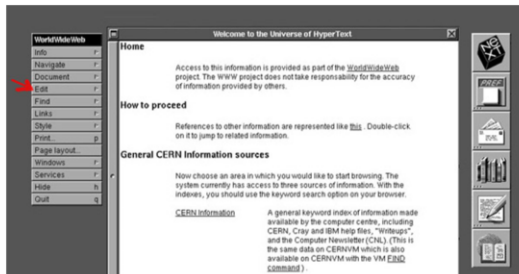 WorldWideWeb
Info
Navigate
Document
Edit
Find
Links
Style
Print.. p
Page layout..
Windows
Services
Hide h
Quit q
Welcome to the Universe of HyperText
Home
Access to this information is provided as part of the WorldWideWeb
project. The WWW project does not take responsability for the accuracy
of information provided by others.
How to proceed
References to other information are represented like this . Double-click
on it to jump to related information.
General CERN Information sources
Now choose an area in which you would like to start browsing. The
system currently has access to three sources of information. With the
indexes, you should use the keyword search option on your browser.
CERN Information
A general keyword index of information made
available by the computer centre, including
CERN, Cray and IBM help files, "Writeups",
and the Computer Newsletter (CNL). (This is
the same data on CERNVM which is also
available on CERNVM with the VM FIND
command ).
PREF